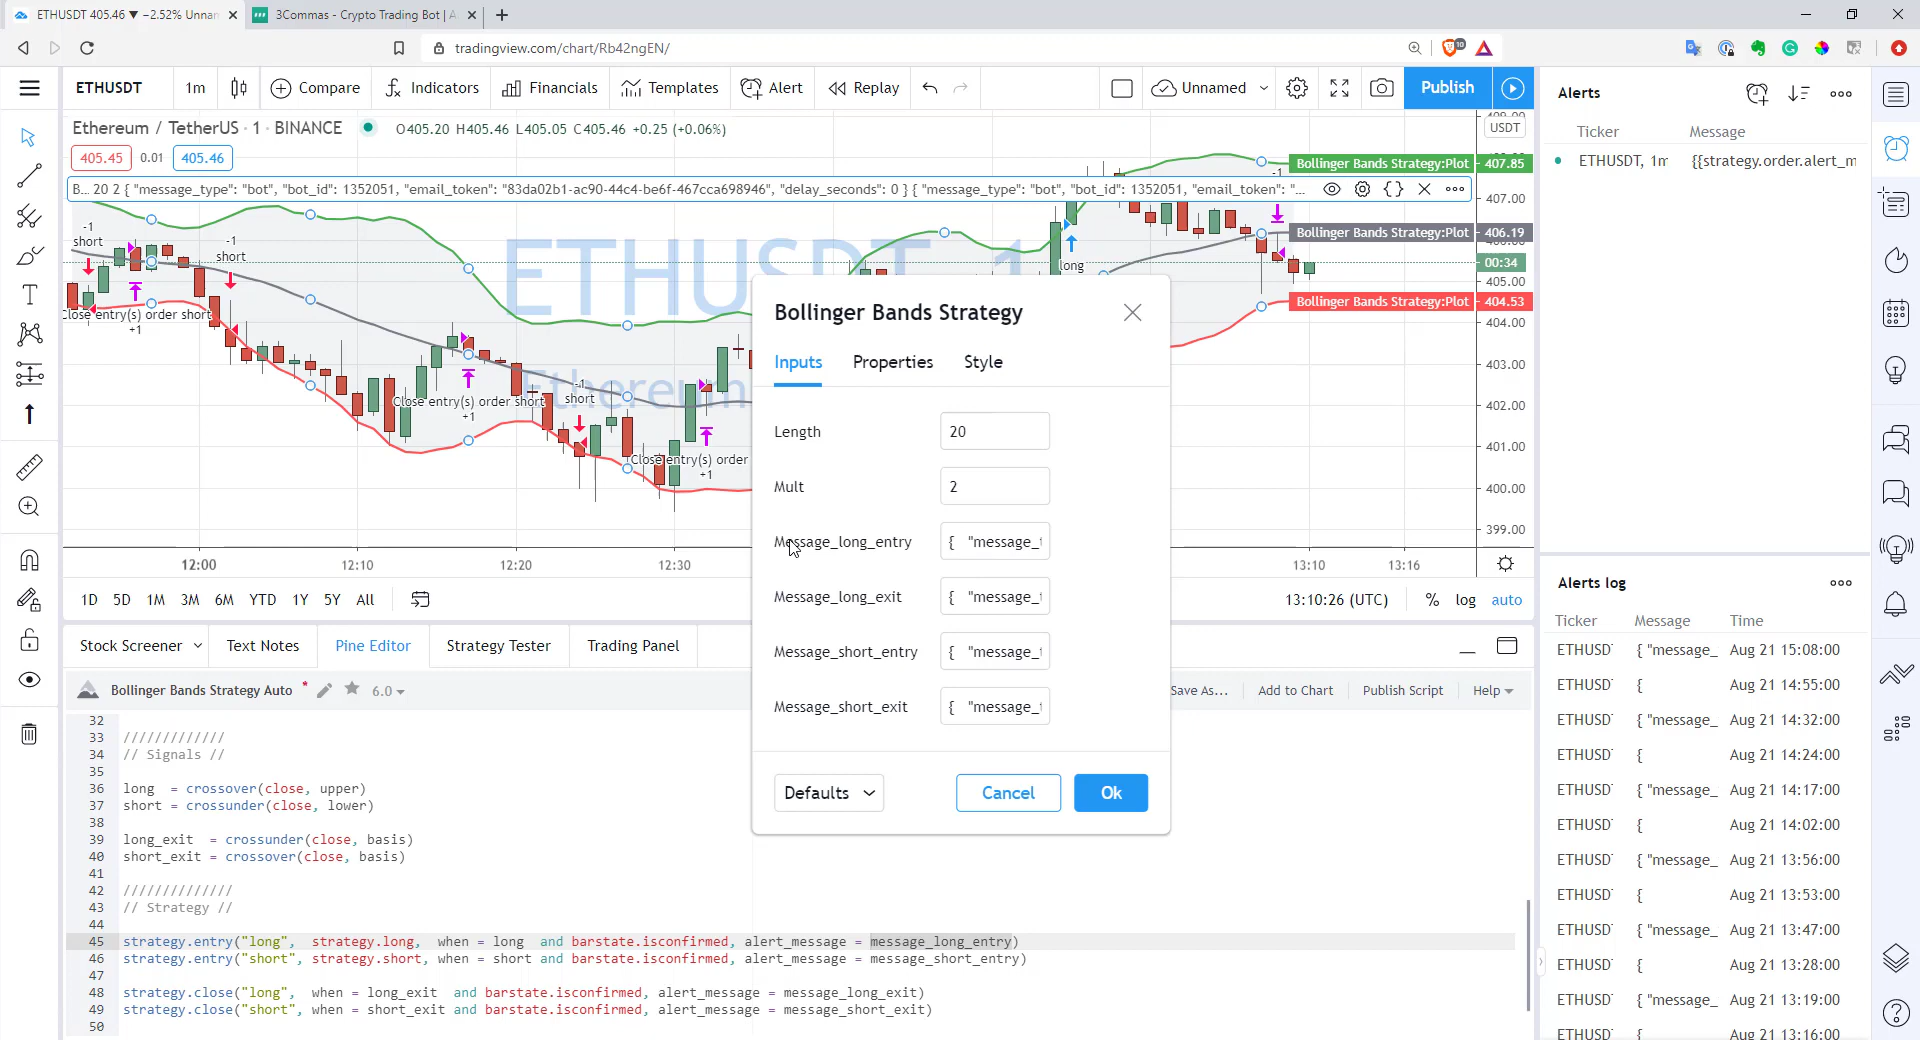 ETHUSDT 405.46 ▼ −2.52% Unnan
3Commas - Crypto Trading Bot | A
tradingview.com/chart/Rb42ngEN/
10
ETHUSDT
1m
Compare
Indicators
Financials
Templates
Alert
Replay
Unnamed
Publish
Ethereum / TetherUS · 1 · BINANCE
O405.20 H405.46 L405.05 C405.46 +0.25 (+0.06%)
USDT
405.45
0.01
405.46
B... 20 2 { "message_type": "bot", "bot_id": 1352051, "email_token": "83da02b1-ac90-44c4-be6f-467cca698946", "delay_seconds": 0 } { "message_type": "bot", "bot_id": 1352051, "email_token": "...
Bollinger Bands Strategy:Plot 407.85
407.00
Bollinger Bands Strategy:Plot 406.19
00:34
405.00
Bollinger Bands Strategy:Plot 404.53
404.00
403.00
402.00
401.00
400.00
399.00
ETHUSDT, 1
Ethereum
-1
short
Close entry(s) order short
+1
-1
short
Close entry(s) order short
+1
-1
short
Close entry(s) order
+1
long
-1
12:00
12:10
12:20
12:30
13:10
13:16
1D 5D 1M 3M 6M YTD 1Y 5Y All
13:10:26 (UTC)
% log auto
Bollinger Bands Strategy
Inputs
Properties
Style
Length
20
Mult
2
Message_long_entry
{ "message_t
Message_long_exit
{ "message_t
Message_short_entry
{ "message_t
Message_short_exit
{ "message_t
Defaults
Cancel
Ok
Stock Screener
Text Notes
Pine Editor
Strategy Tester
Trading Panel
Bollinger Bands Strategy Auto *
6.0
Save As...
Add to Chart
Publish Script
Help
32
33 /////////////
34 // Signals //
35
36 long  = crossover(close, upper)
37 short = crossunder(close, lower)
38
39 long_exit  = crossunder(close, basis)
40 short_exit = crossover(close, basis)
41
42 //////////////
43 // Strategy //
44
45 strategy.entry("long",  strategy.long,  when = long  and barstate.isconfirmed, alert_message = message_long_entry)
46 strategy.entry("short", strategy.short, when = short and barstate.isconfirmed, alert_message = message_short_entry)
47
48 strategy.close("long",  when = long_exit  and barstate.isconfirmed, alert_message = message_long_exit)
49 strategy.close("short", when = short_exit and barstate.isconfirmed, alert_message = message_short_exit)
50
Alerts
Ticker Message
ETHUSDT, 1m {{strategy.order.alert_m
Alerts log
Ticker Message Time
ETHUSD { "message_ Aug 21 15:08:00
ETHUSD { Aug 21 14:55:00
ETHUSD { "message_ Aug 21 14:32:00
ETHUSD { Aug 21 14:24:00
ETHUSD { "message_ Aug 21 14:17:00
ETHUSD { Aug 21 14:02:00
ETHUSD { "message_ Aug 21 13:56:00
ETHUSD { Aug 21 13:53:00
ETHUSD { "message_ Aug 21 13:47:00
ETHUSD { Aug 21 13:28:00
ETHUSD { "message_ Aug 21 13:19:00
ETHUSD { Aug 21 13:16:00